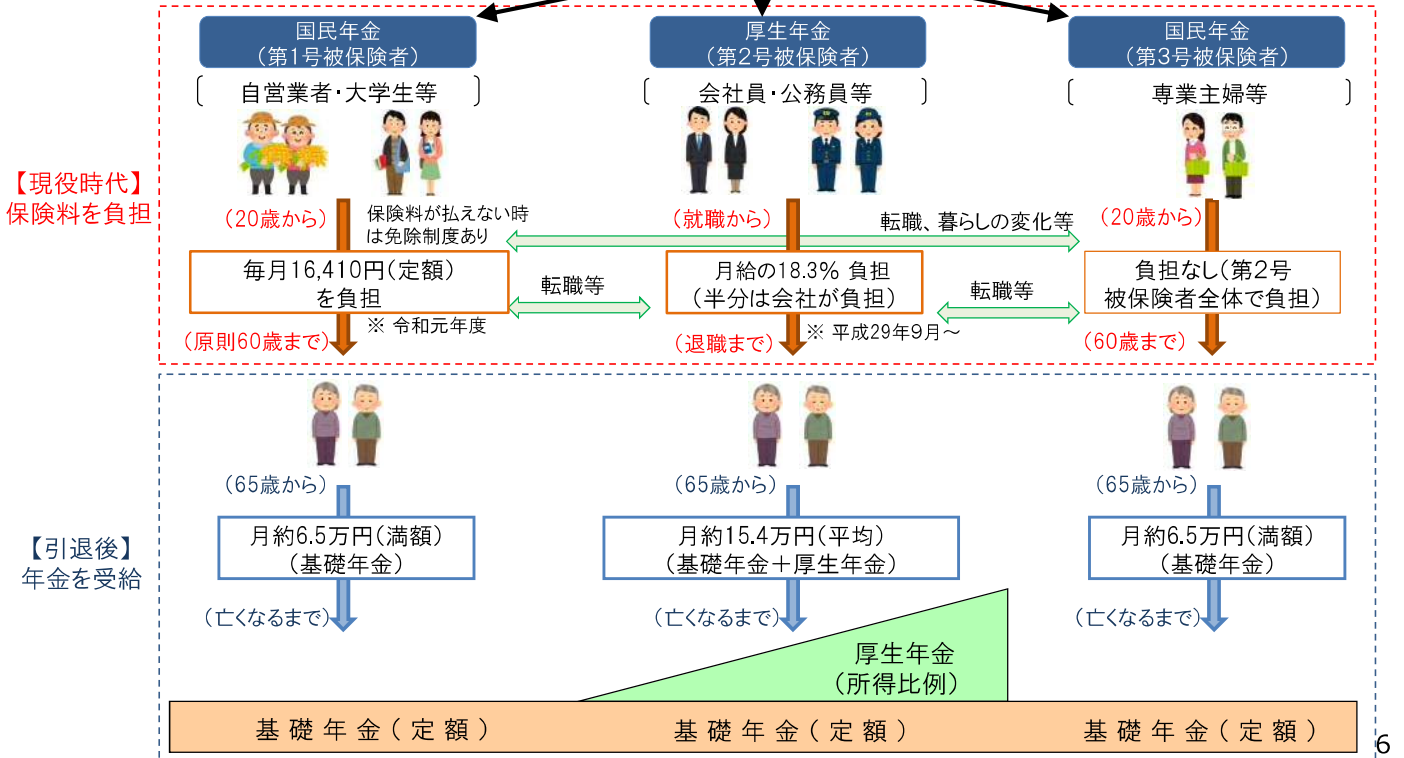 国民年金
(第1号被保険者)
厚生年金
(第2号被保険者)
国民年金
(第3号被保険者)
〔 自営業者・大学生等 〕
〔 会社員・公務員等 〕
〔 専業主婦等 〕
【現役時代】
保険料を負担
(20歳から)
保険料が払えない時
は免除制度あり
(就職から)
転職、暮らしの変化等
(20歳から)
毎月16,410円(定額)
を負担
転職等
月給の18.3% 負担
(半分は会社が負担)
転職等
負担なし(第2号
被保険者全体で負担)
※ 令和元年度
(原則60歳まで)
(退職まで)
※ 平成29年9月～
(60歳まで)
【引退後】
年金を受給
(65歳から)
(65歳から)
(65歳から)
月約6.5万円(満額)
(基礎年金)
月約15.4万円(平均)
(基礎年金＋厚生年金)
月約6.5万円(満額)
(基礎年金)
(亡くなるまで)
(亡くなるまで)
(亡くなるまで)
厚生年金
(所得比例)
基礎年金(定額)
基礎年金(定額)
基礎年金(定額)
6